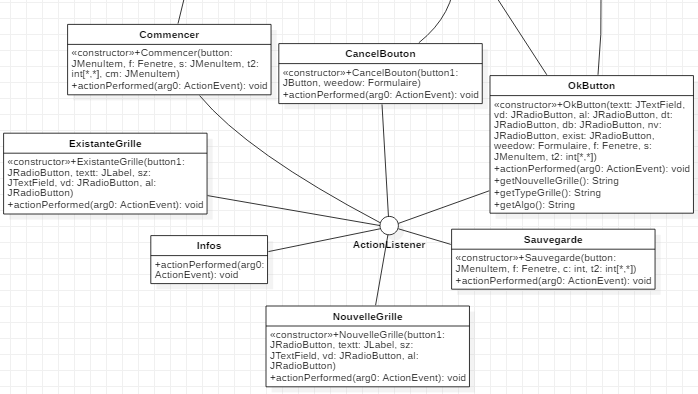 Commencer
«constructor»+Commencer(button:
JMenuItem, f: Fenetre, s: JMenuItem, t2:
int[*,*], cm: JMenuItem)
+actionPerformed(arg0: ActionEvent): void
CancelBouton
«constructor»+CancelBouton(button1:
JButton, weedow: Formulaire)
+actionPerformed(arg0: ActionEvent): void
OkButton
«constructor»+OkButton(textt: JTextField,
vd: JRadioButton, al: JRadioButton, dt:
JRadioButton, db: JRadioButton, nv:
JRadioButton, exist: JRadioButton,
weedow: Formulaire, f: Fenetre, s:
JMenuItem, t2: int[*,*])
+actionPerformed(arg0: ActionEvent): void
+getNouvelleGrille(): String
+getTypeGrille(): String
+getAlgo(): String
ExistanteGrille
«constructor»+ExistanteGrille(button1:
JRadioButton, textt: JLabel, sz:
JTextField, vd: JRadioButton, al:
JRadioButton)
+actionPerformed(arg0: ActionEvent): void
ActionListener
Infos
+actionPerformed(arg0:
ActionEvent): void
Sauvegarde
«constructor»+Sauvegarde(button:
JMenuItem, f: Fenetre, c: int, t2: int[*,*])
+actionPerformed(arg0: ActionEvent): void
NouvelleGrille
«constructor»+NouvelleGrille(button1:
JRadioButton, textt: JLabel, sz:
JTextField, vd: JRadioButton, al:
JRadioButton)
+actionPerformed(arg0: ActionEvent): void